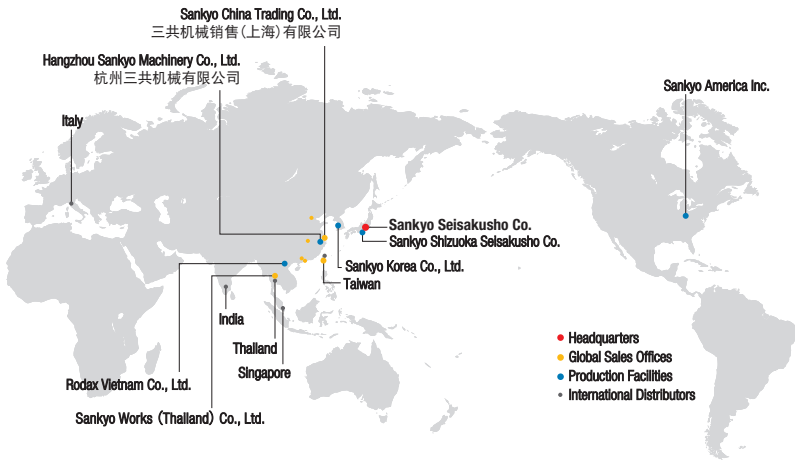 Sankyo China Trading Co., Ltd.
三共机械销售(上海)有限公司
Hangzhou Sankyo Machinery Co., Ltd.
杭州三共机械有限公司
Sankyo America Inc.
Italy
Sankyo Seisakusho Co.
Sankyo Shizuoka Seisakusho Co.
Sankyo Korea Co., Ltd.
Taiwan
India
Thailand
Singapore
Rodax Vietnam Co., Ltd.
Sankyo Works (Thailand) Co., Ltd.
Headquarters
Global Sales Offices
Production Facilities
International Distributors